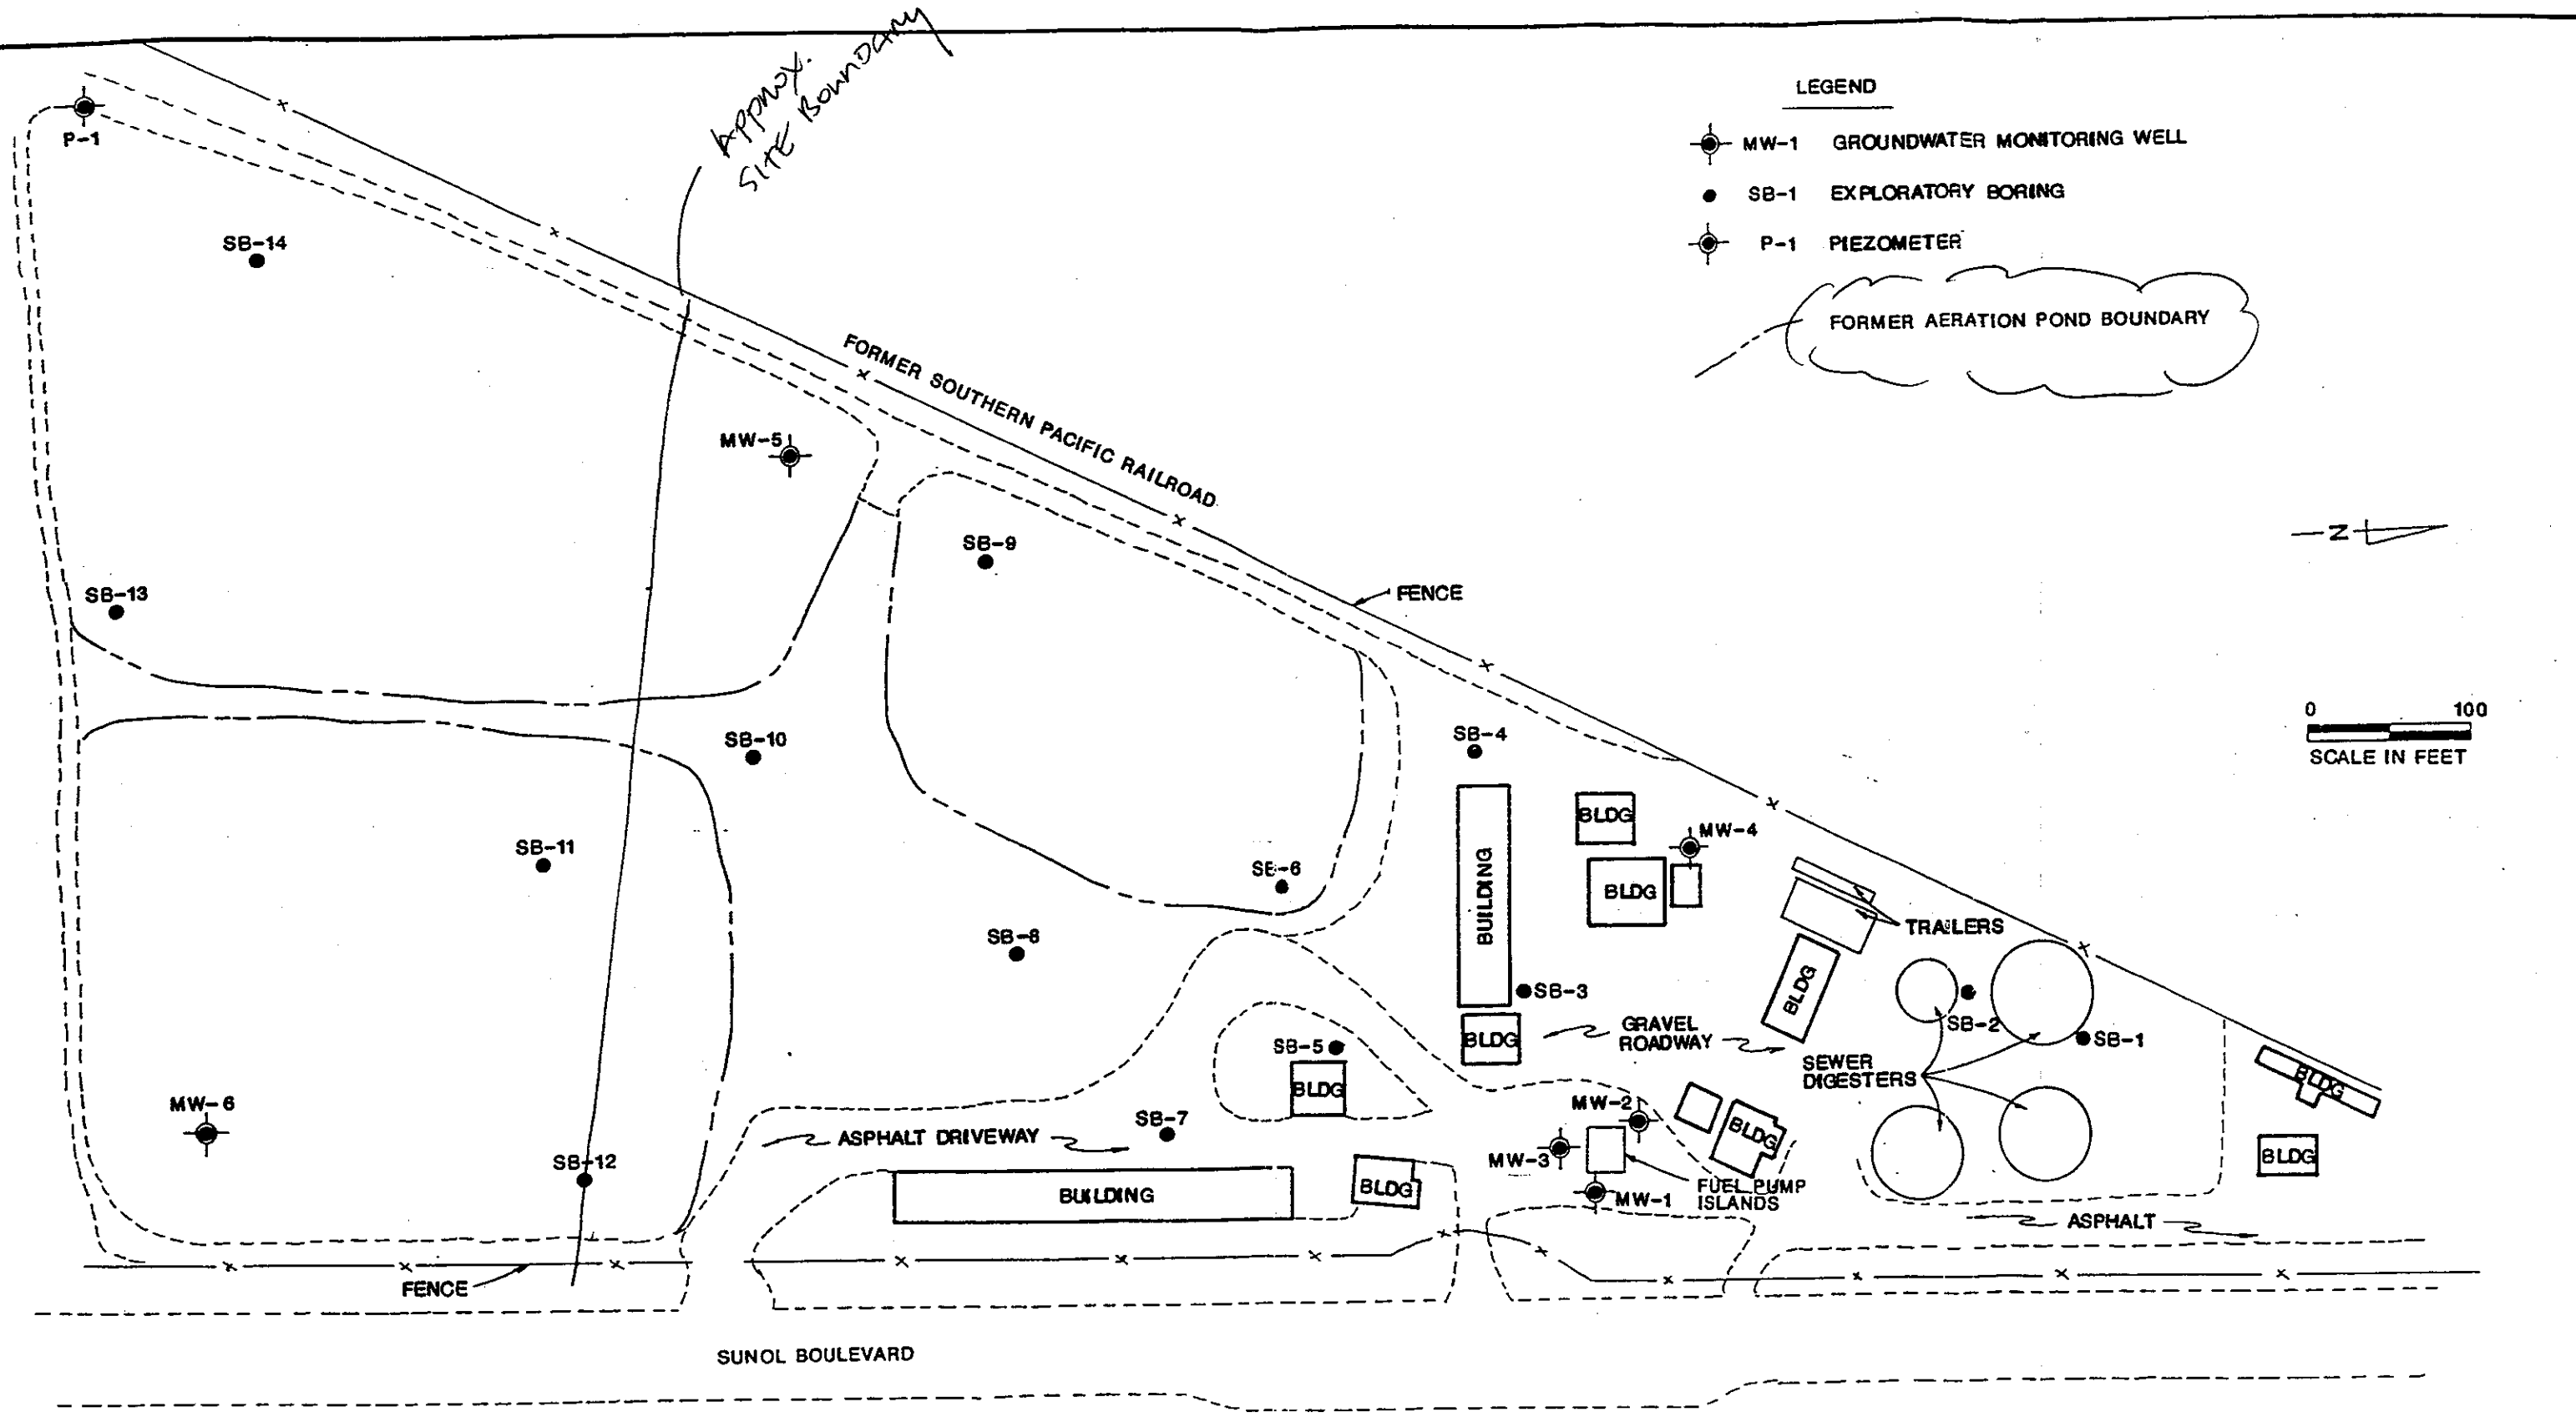 Approx.
SITE Boundary
LEGEND
MW-1 GROUNDWATER MONITORING WELL
SB-1 EXPLORATORY BORING
P-1 PIEZOMETER
FORMER AERATION POND BOUNDARY
P-1
SB-14
FORMER SOUTHERN PACIFIC RAILROAD
MW-5
SB-9
N
SB-13
FENCE
0 100
SCALE IN FEET
SB-10
SB-4
BLDG
MW-4
SB-11
SB-6
BUILDING
BLDG
TRAILERS
SB-8
SB-3
BLDG
SB-2
SB-1
GRAVEL
ROADWAY
BLDG
SB-5
SEWER
DIGESTERS
BLDG
BLDG
MW-6
MW-2
SB-7
ASPHALT DRIVEWAY
BLDG
SB-12
MW-3
BLDG
BUILDING
BLDG
MW-1
FUEL PUMP
ISLANDS
ASPHALT
FENCE
SUNOL BOULEVARD